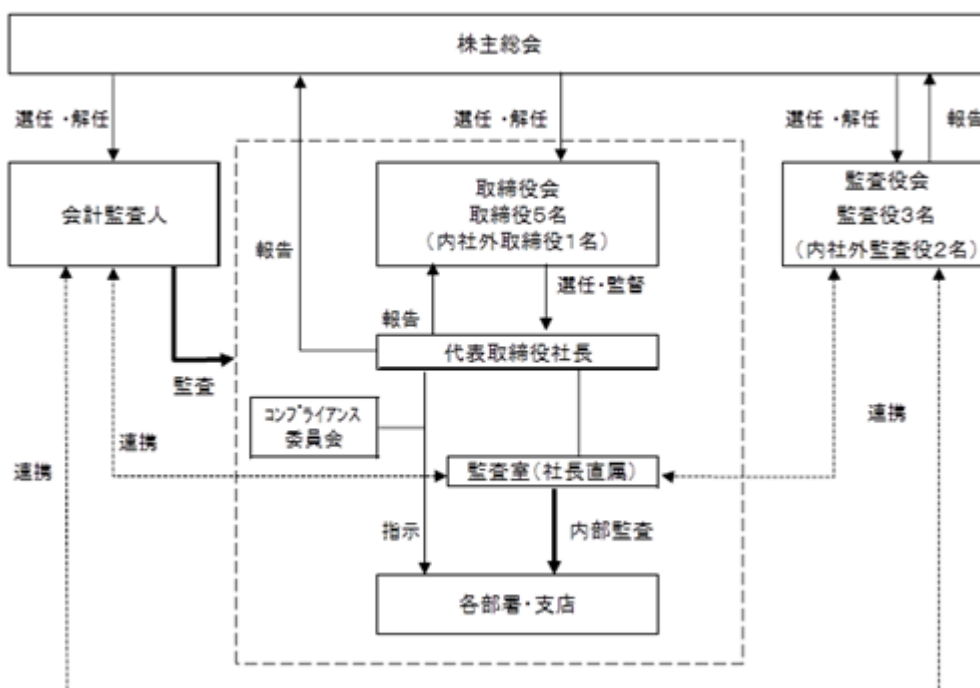 株主総会
選任・解任
選任・解任
選任・解任
報告
会計監査人
報告
取締役会
取締役5名
（内社外取締役1名）
監査役会
監査役3名
（内社外監査役2名）
選任・監督
報告
代表取締役社長
監査
コンプライアンス
委員会
連携
連携
連携
監査室（社長直属）
指示
内部監査
各部署・支店